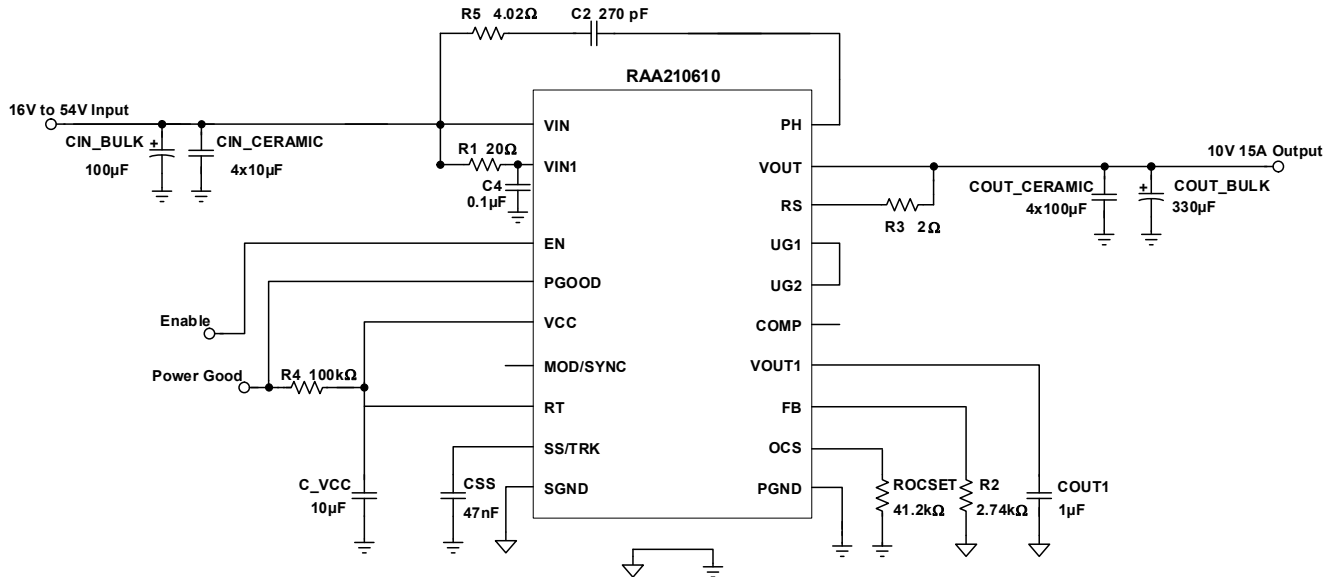 R5 4.02Ω
C2 270 pF
RAA210610
16V to 54V Input
CIN_BULK
100µF
+
CIN_CERAMIC
4x10µF
R1 20Ω
C4
0.1µF
VIN
VIN1
EN
PGOOD
VCC
MOD/SYNC
RT
SS/TRK
SGND
PH
VOUT
RS
UG1
UG2
COMP
VOUT1
FB
OCS
PGND
10V 15A Output
COUT_CERAMIC
4x100µF
+
COUT_BULK
330µF
R3 2Ω
Enable
Power Good
R4 100kΩ
C_VCC
10µF
CSS
47nF
ROCSET
41.2kΩ
R2
2.74kΩ
COUT1
1µF